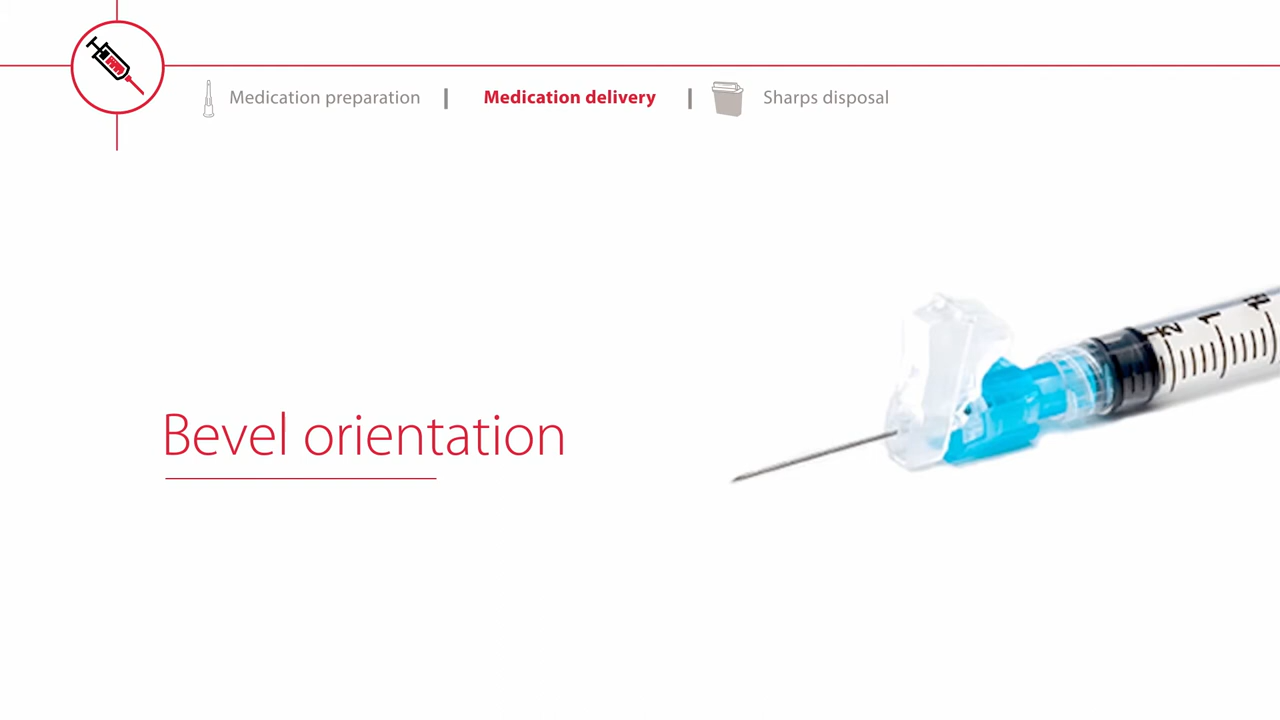 Medication preparation | Medication delivery | Sharps disposal
Bevel orientation